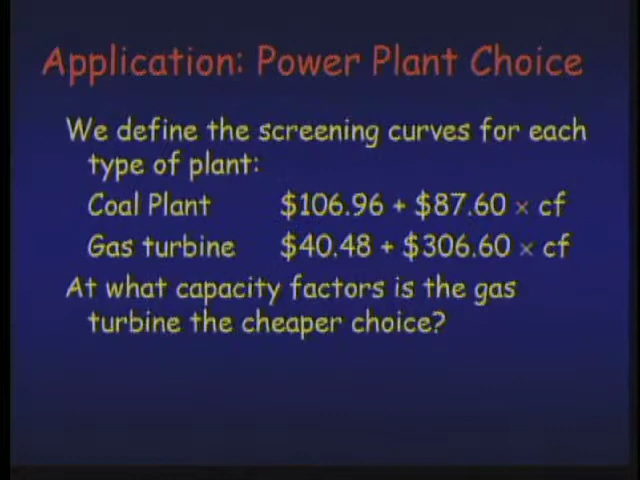 Application: Power Plant Choice
We define the screening curves for each
type of plant:
Coal Plant $106.96 + $87.60 × cf
Gas turbine $40.48 + $306.60 × cf
At what capacity factors is the gas
turbine the cheaper choice?